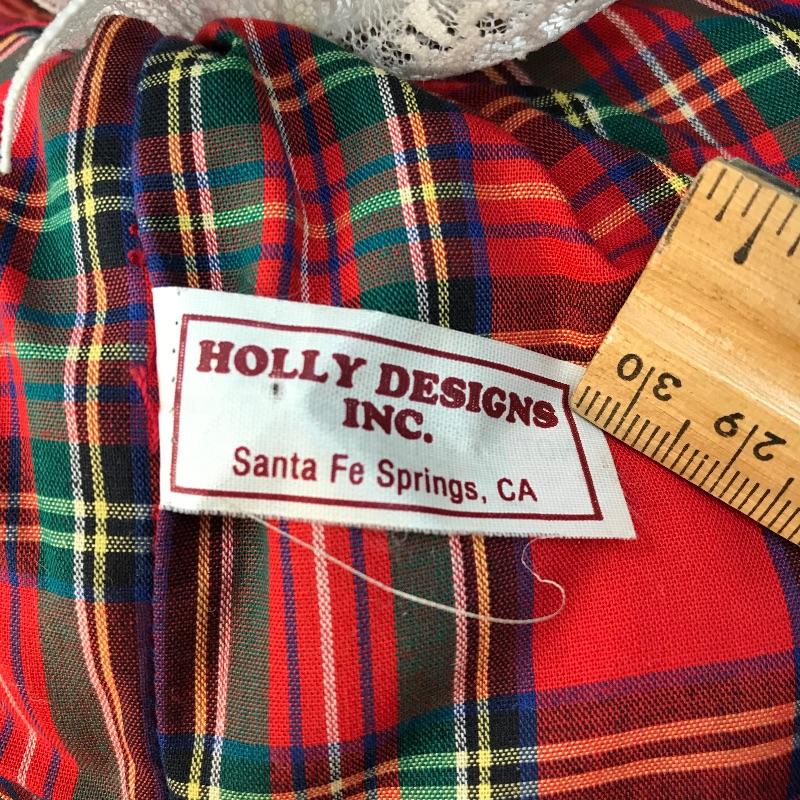 HOLLY DESIGNS
INC.
Santa Fe Springs, CA
30
29